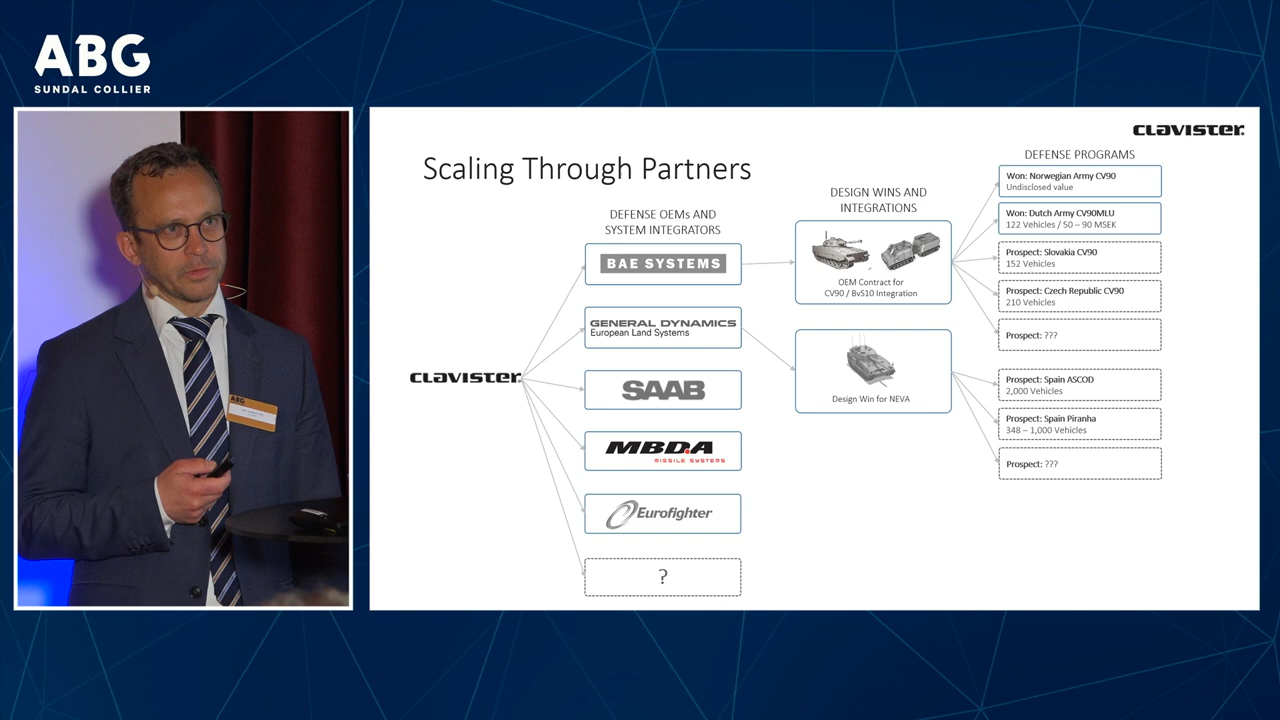 ABG
SUNDAL COLLIER
ABG
CLAVISTER.
Scaling Through Partners
DEFENSE OEMs AND
SYSTEM INTEGRATORS
DESIGN WINS AND
INTEGRATIONS
DEFENSE PROGRAMS
CLAVISTER.
BAE SYSTEMS
GENERAL DYNAMICS
European Land Systems
SAAB
MBDA
MISSILE SYSTEMS
Eurofighter
?
OEM Contract for
CV90 / BvS10 Integration
Design Win for NEVA
Won: Norwegian Army CV90
Undisclosed value
Won: Dutch Army CV90MLU
122 Vehicles / 50 – 90 MSEK
Prospect: Slovakia CV90
152 Vehicles
Prospect: Czech Republic CV90
210 Vehicles
Prospect: ???
Prospect: Spain ASCOD
2,000 Vehicles
Prospect: Spain Piranha
348 – 1,000 Vehicles
Prospect: ???